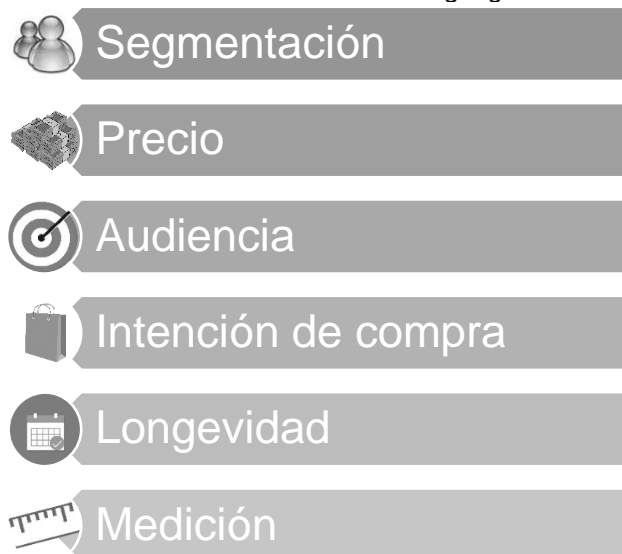 Segmentación
Precio
Audiencia
Intención de compra
Longevidad
Medición